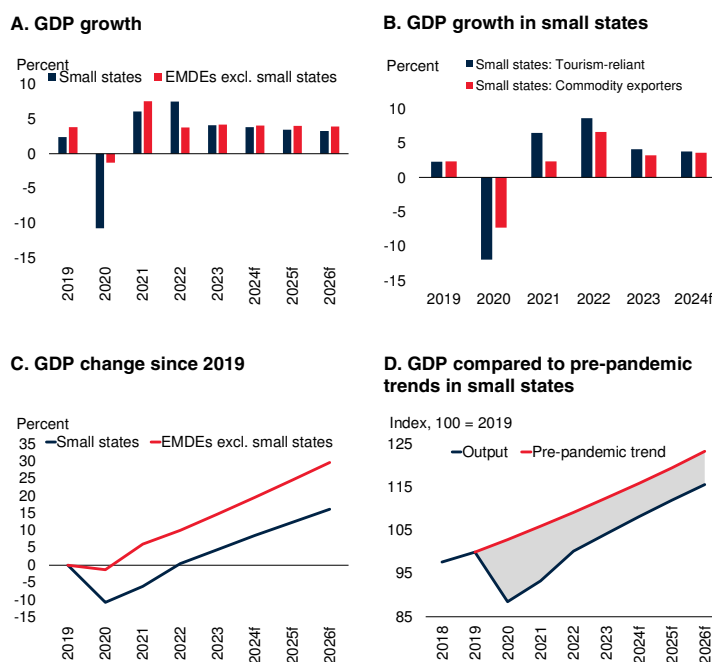 A. GDP growth
Percent
Small states EMDEs excl. small states
10
5
0
-5
-10
-15
2019 2020 2021 2022 2023 2024f 2025f 2026f
B. GDP growth in small states
Percent
Small states: Tourism-reliant
Small states: Commodity exporters
10
5
0
-5
-10
-15
2019 2020 2021 2022 2023 2024f
C. GDP change since 2019
Percent
Small states EMDEs excl. small states
35
30
25
20
15
10
5
0
-5
-10
-15
2019 2020 2021 2022 2023 2024f 2025f 2026f
D. GDP compared to pre-pandemic
trends in small states
Index, 100 = 2019
Output Pre-pandemic trend
125
115
105
95
85
2018 2019 2020 2021 2022 2023 2024f 2025f 2026f